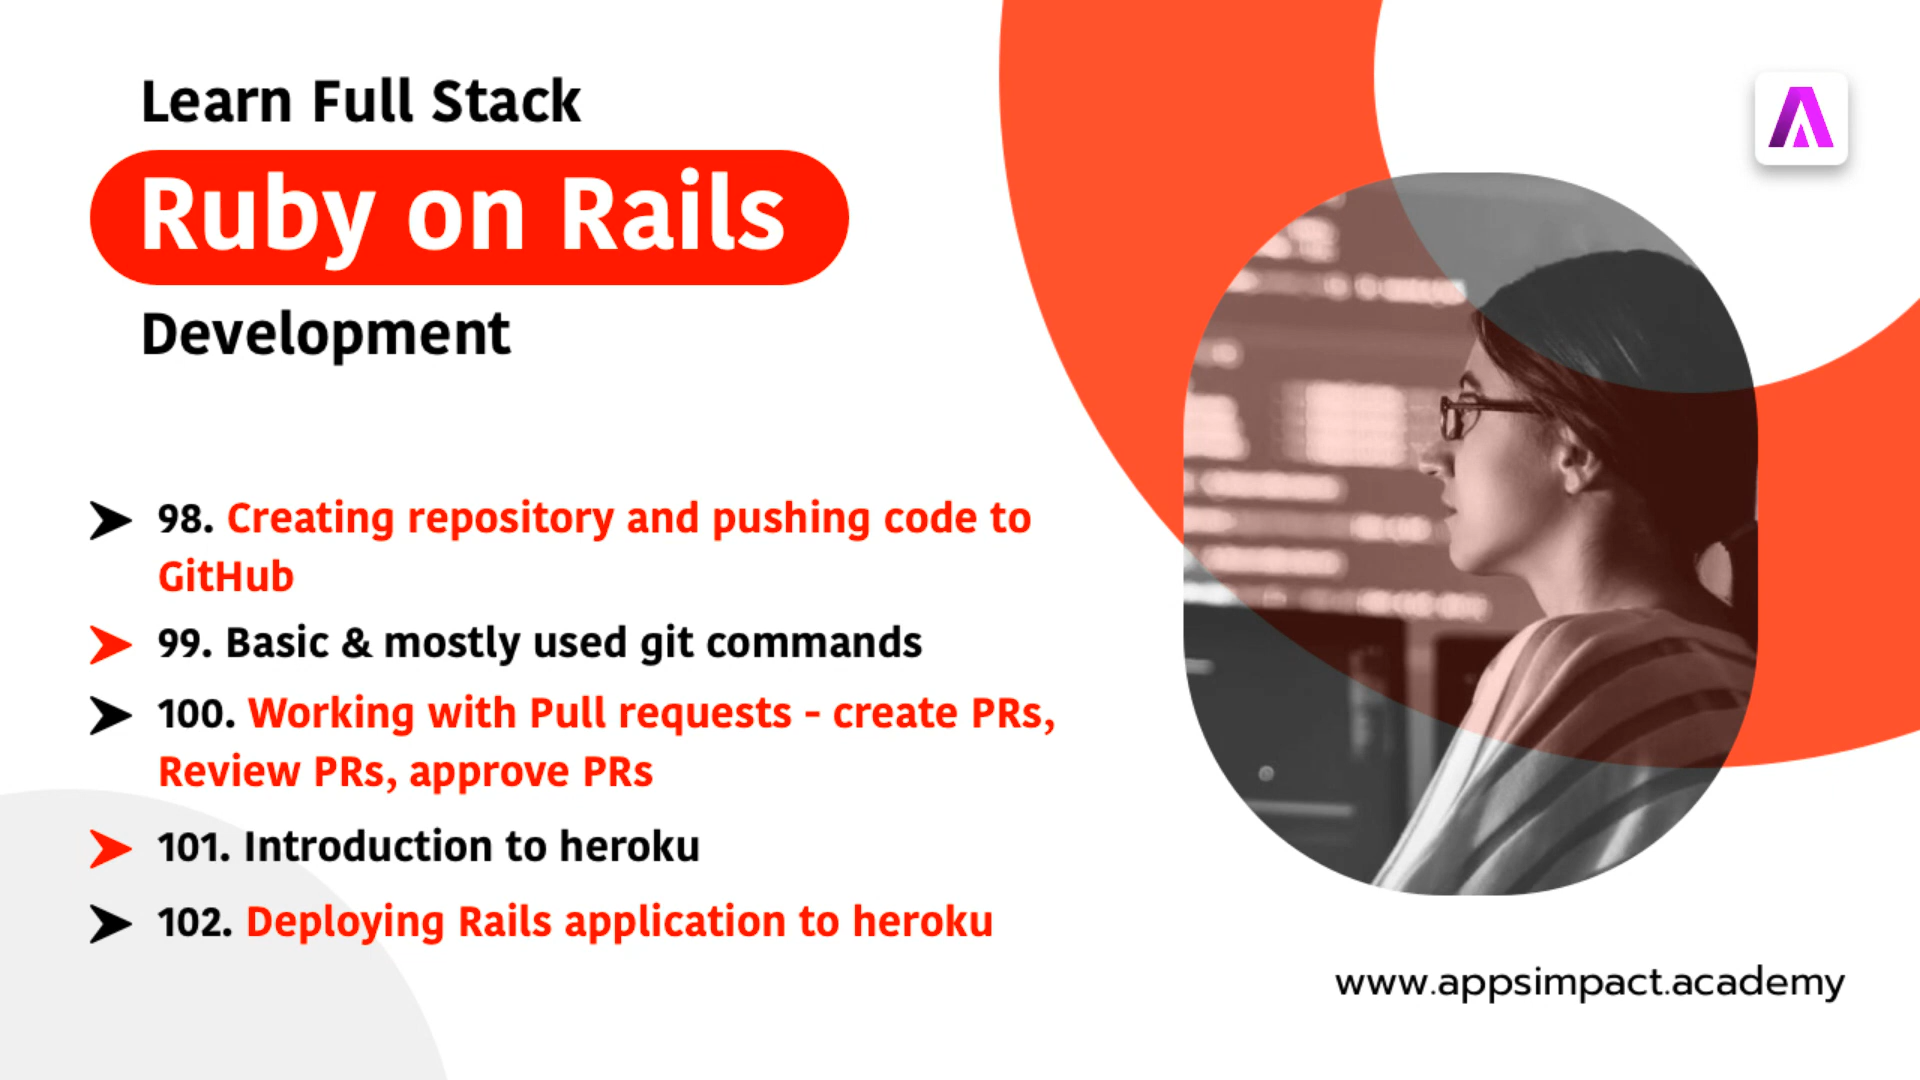 Learn Full Stack
Ruby on Rails
Development
98. Creating repository and pushing code to
GitHub
99. Basic & mostly used git commands
100. Working with Pull requests - create PRs,
Review PRs, approve PRs
101. Introduction to heroku
102. Deploying Rails application to heroku
www.appsimpact.academy